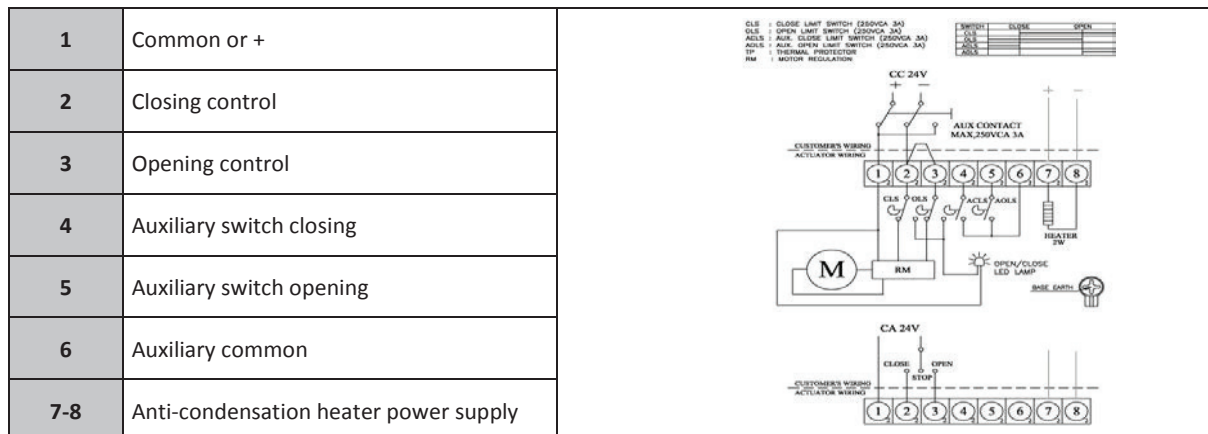 1 Common or +
2 Closing control
3 Opening control
4 Auxiliary switch closing
5 Auxiliary switch opening
6 Auxiliary common
7-8 Anti-condensation heater power supply
CLS : CLOSE LIMIT SWITCH (250VCA 3A)
OLS : OPEN LIMIT SWITCH (250VCA 3A)
ACLS : AUX. CLOSE LIMIT SWITCH (250VCA 3A)
AOLS : AUX. OPEN LIMIT SWITCH (250VCA 3A)
TP : THERMAL PROTECTOR
RM : MOTOR REGULATION
SWITCH CLOSE OPEN
CLS
OLS
ACLS
AOLS
CC 24V
+ − + −
AUX CONTACT
MAX,250VCA 3A
CUSTOMER'S WIRING
ACTUATOR WIRING
1 2 3 4 5 6 7 8
CLS OLS ACLS AOLS
HEATER
2W
M RM
OPEN/CLOSE
LED LAMP
BASE EARTH
CA 24V
CLOSE OPEN
STOP
CUSTOMER'S WIRING
ACTUATOR WIRING
1 2 3 4 5 6 7 8